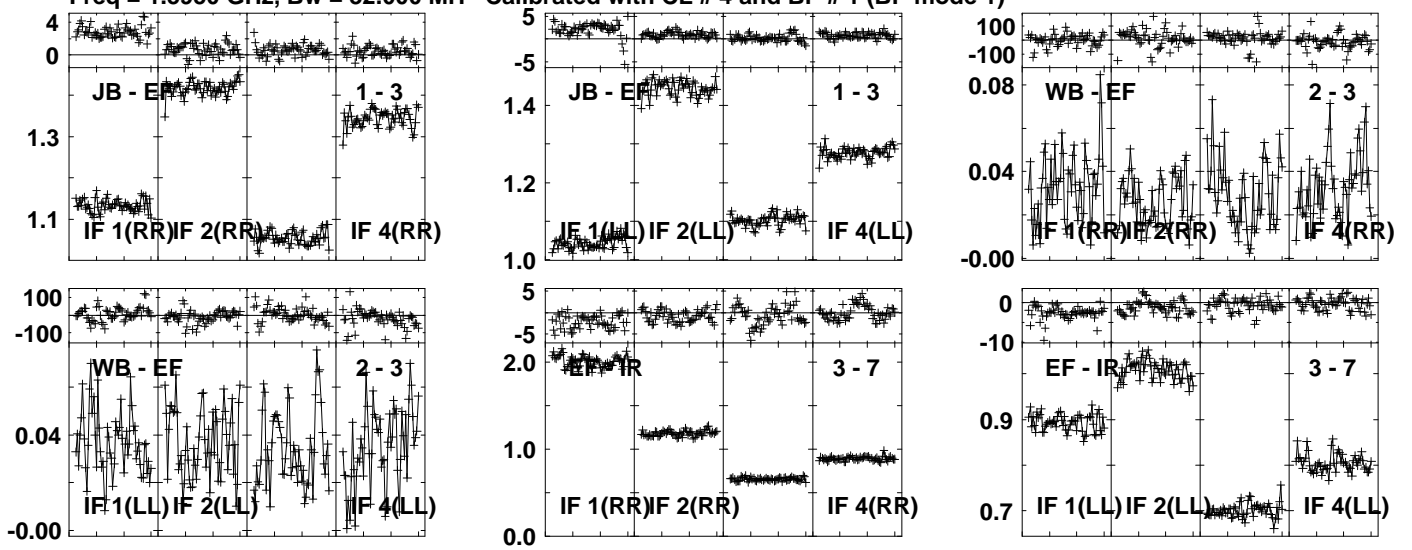 4
0
JB - EF 1 - 3
1.3
1.1
IF 1(RR) IF 2(RR) IF 4(RR)
5
-5
JB - EF 1 - 3
1.4
1.2
1.0
IF 1(LL) IF 2(LL) IF 4(LL)
100
-100
WB - EF 2 - 3
0.08
0.04
-0.00
IF 1(RR) IF 2(RR) IF 4(RR)
100
-100
WB - EF 2 - 3
0.04
-0.00
IF 1(LL) IF 2(LL) IF 4(LL)
5
-5
EF - IR 3 - 7
2.0
1.0
0.0
IF 1(RR) IF 2(RR) IF 4(RR)
0
-10
EF - IR 3 - 7
0.9
0.7
IF 1(LL) IF 2(LL) IF 4(LL)